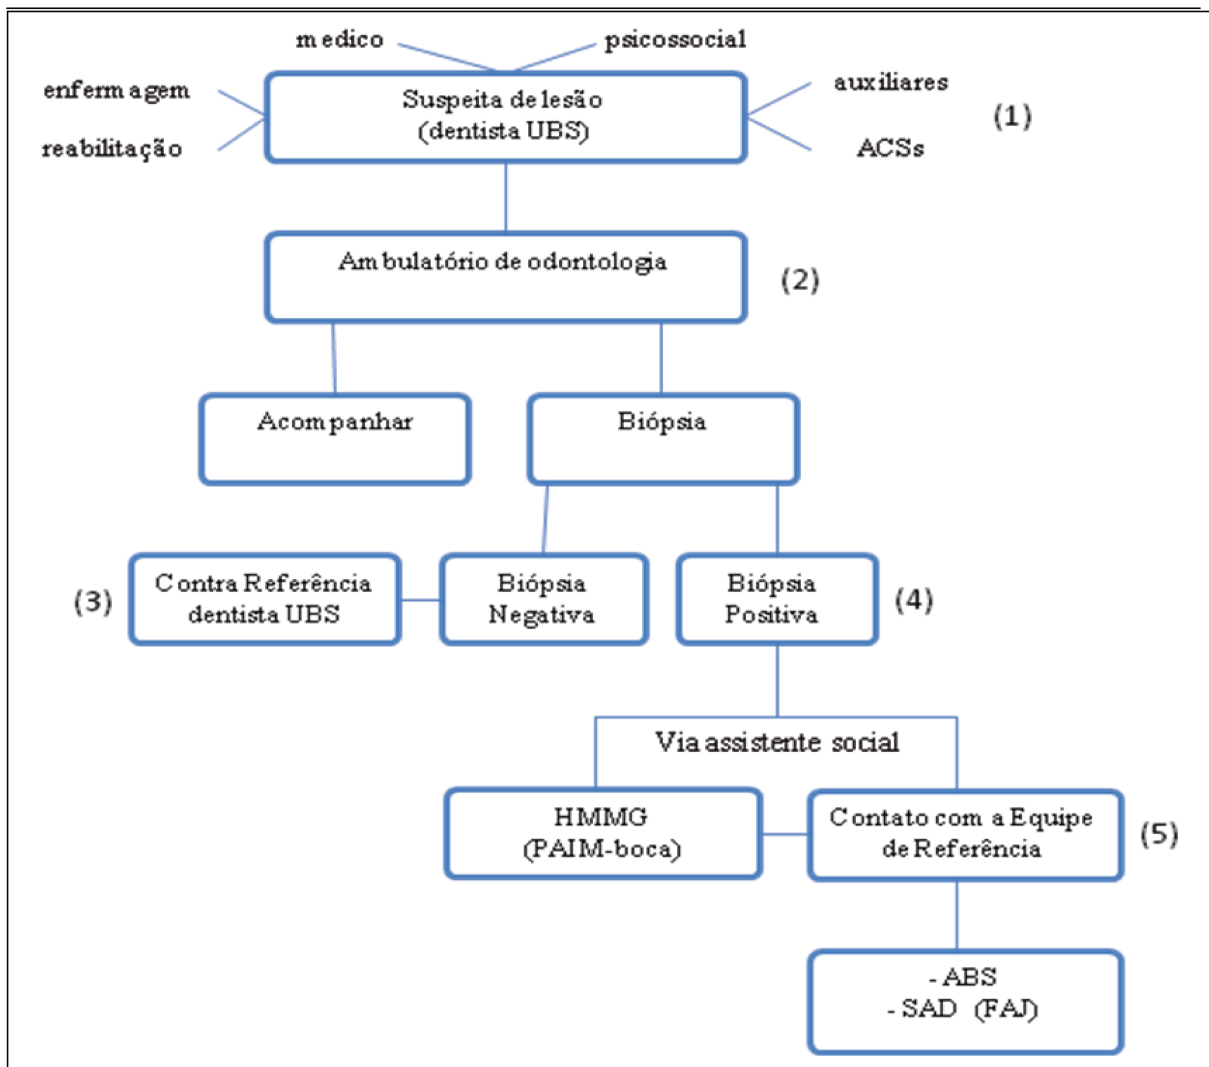 medico
psicossocial
enfermagem
auxiliares
Suspeita de lesão
(dentista UBS)
(1)
reabilitação
ACSs
Ambulatório de odontologia
(2)
Acompanhar
Biópsia
(3)
Contra Referência
dentista UBS
Biópsia
Negativa
Biópsia
Positiva
(4)
Via assistente social
HMMG
(PAIM-boca)
Contato com a Equipe
de Referência
(5)
- ABS
- SAD (FAJ)